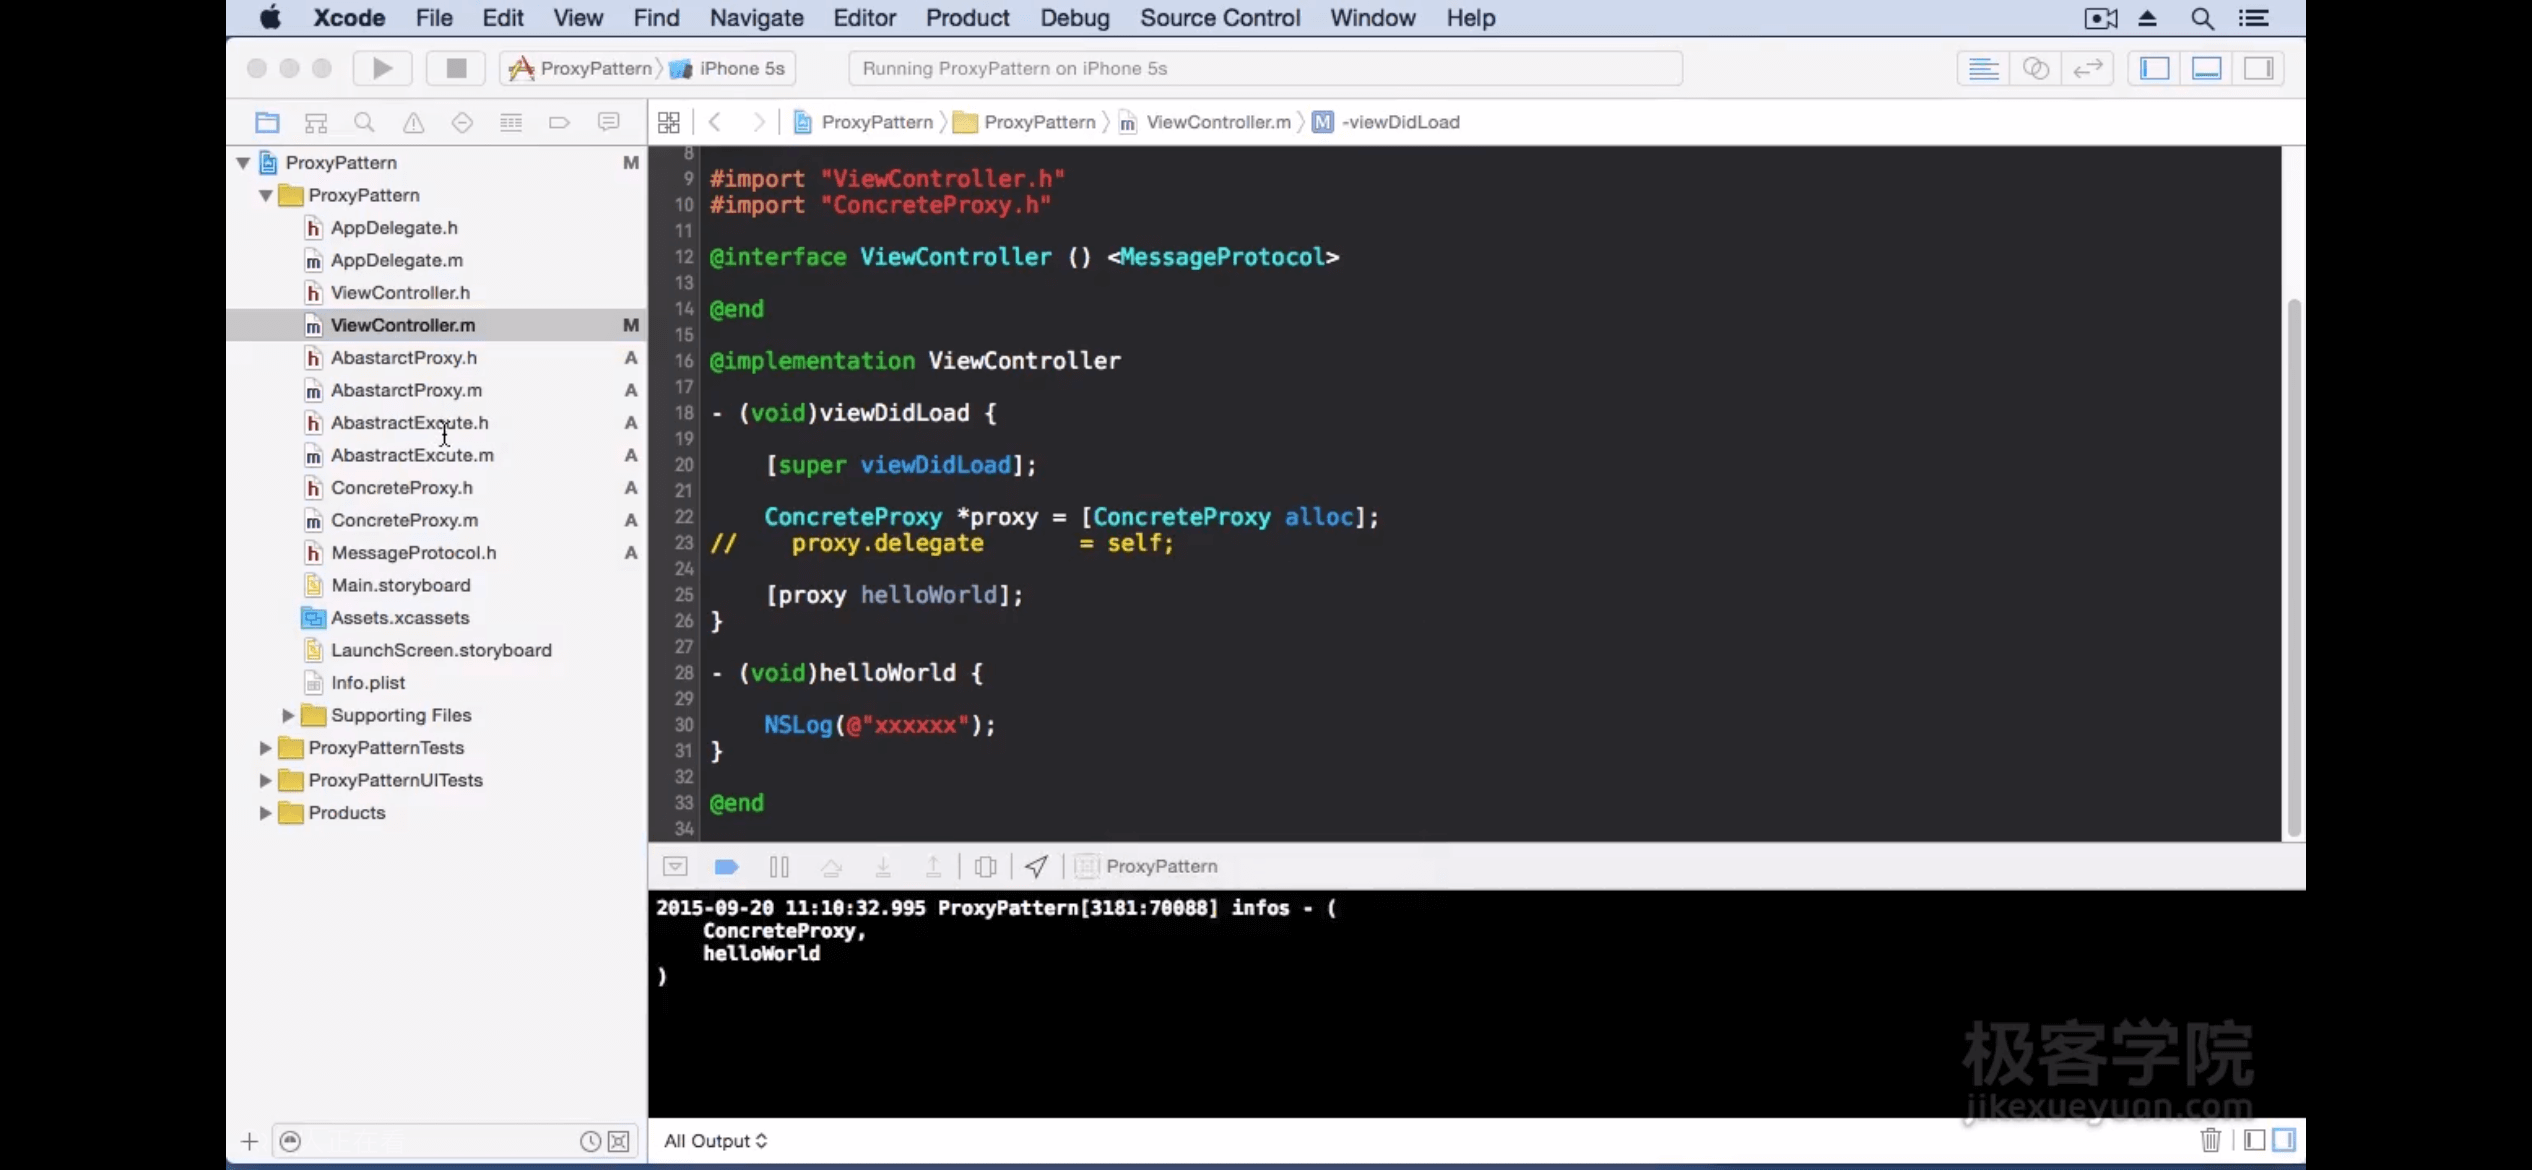 Xcode File Edit View Find Navigate Editor Product Debug Source Control Window Help
ProxyPattern iPhone 5s
Running ProxyPattern on iPhone 5s
ProxyPattern ProxyPattern ViewController.m M -viewDidLoad
ProxyPattern M
ProxyPattern
h AppDelegate.h
m AppDelegate.m
h ViewController.h
m ViewController.m M
h AbastarctProxy.h A
m AbastarctProxy.m A
h AbastractExcute.h A
m AbastractExcute.m A
h ConcreteProxy.h A
m ConcreteProxy.m A
h MessageProtocol.h A
Main.storyboard
Assets.xcassets
LaunchScreen.storyboard
Info.plist
Supporting Files
ProxyPatternTests
ProxyPatternUITests
Products
8
9 #import "ViewController.h"
10 #import "ConcreteProxy.h"
11
12 @interface ViewController () <MessageProtocol>
13
14 @end
15
16 @implementation ViewController
17
18 - (void)viewDidLoad {
19
20 [super viewDidLoad];
21
22 ConcreteProxy *proxy = [ConcreteProxy alloc];
23 // proxy.delegate = self;
24
25 [proxy helloWorld];
26 }
27
28 - (void)helloWorld {
29
30 NSLog(@"xxxxxx");
31 }
32
33 @end
34
ProxyPattern
2015-09-20 11:10:32.995 ProxyPattern[3181:70088] infos - (
ConcreteProxy,
helloWorld
)
极客学院
jikexueyuan.com
All Output